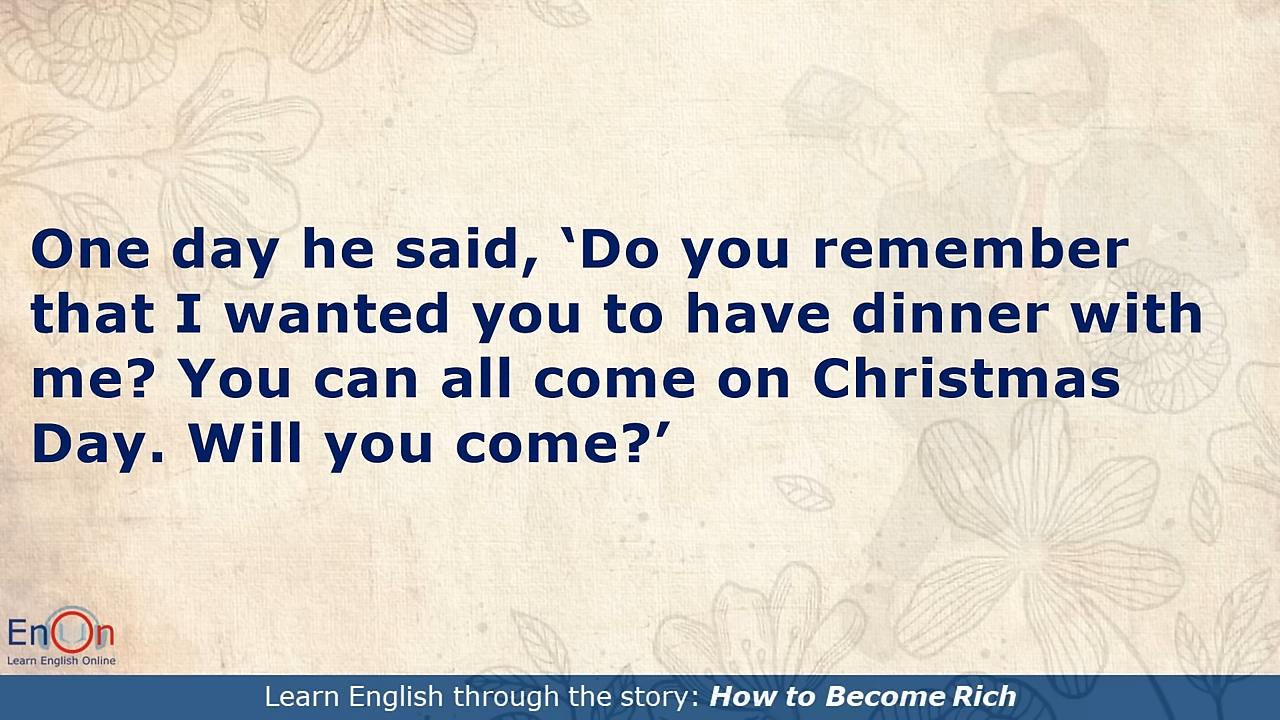 One day he said, ‘Do you remember
that I wanted you to have dinner with
me? You can all come on Christmas
Day. Will you come?’
EnOn
Learn English Online
Learn English through the story: How to Become Rich